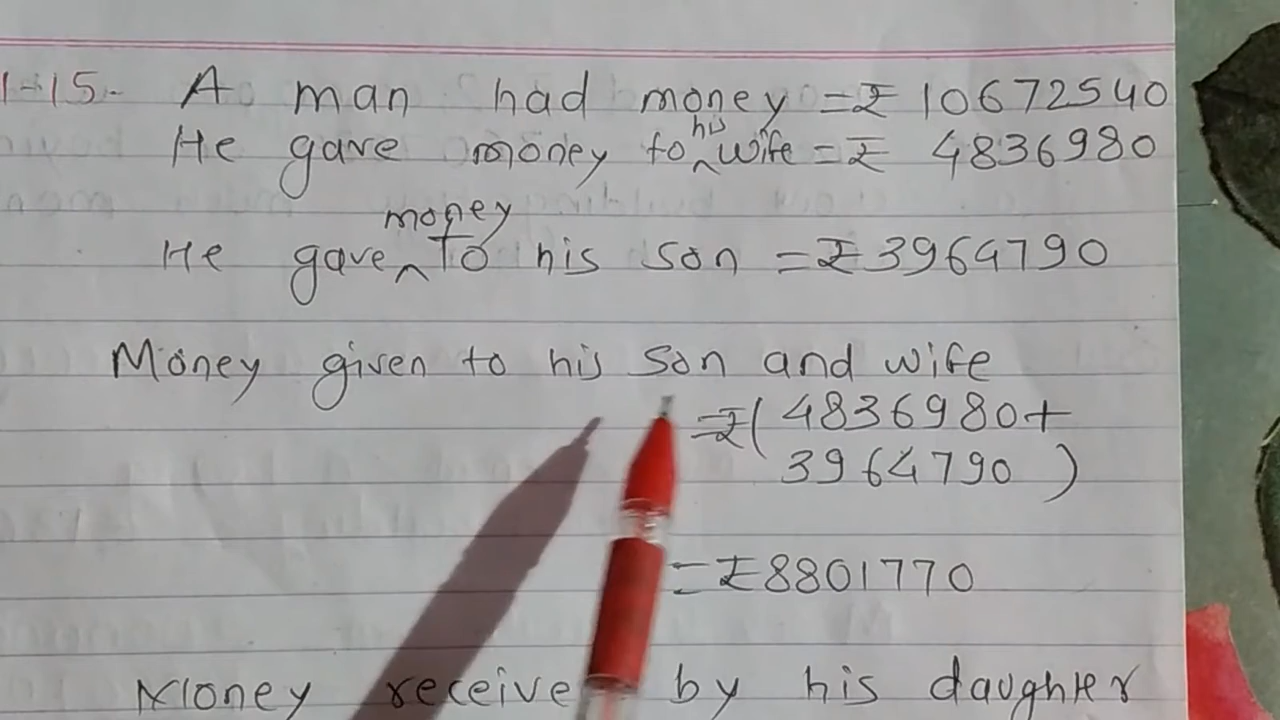 1-15. A man had money = ₹ 10672540
He gave money to his wife = ₹ 4836980
He gave money to his son = ₹ 3964790
Money given to his son and wife
= ₹ ( 4836980 +
3964790 )
= ₹ 8801770
Money receive by his daughter